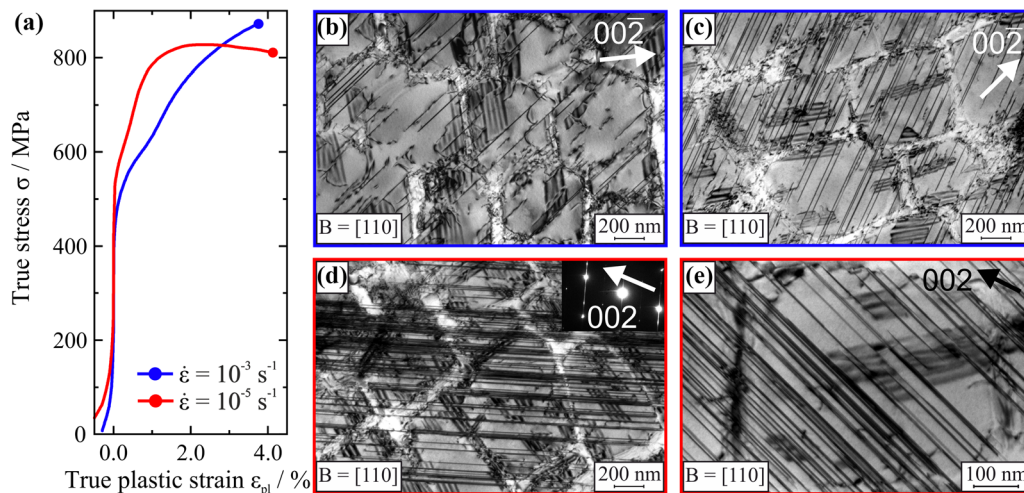 (a)
800
600
400
200
0
True stress σ / MPa
ε̇ = 10⁻³ s⁻¹
ε̇ = 10⁻⁵ s⁻¹
0.0 2.0 4.0
True plastic strain εpl / %
(b)
002̅
B = [110]
200 nm
(c)
002̅
B = [110]
200 nm
(d)
002
B = [110]
200 nm
(e)
002
B = [110]
100 nm